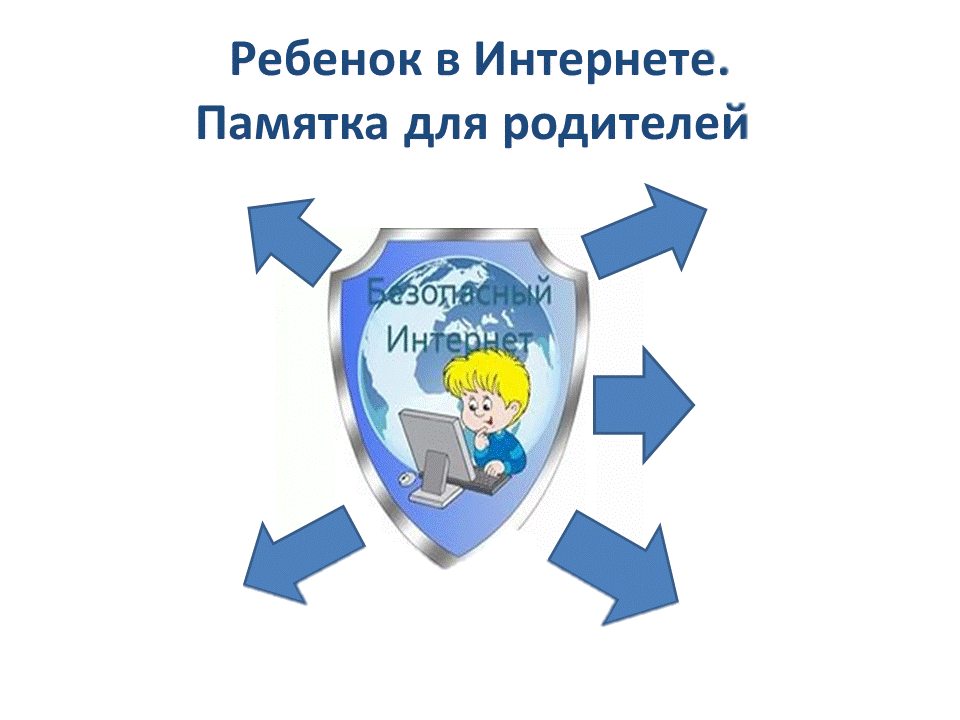 Ребенок в Интернете.
Памятка для родителей
Безопасный
Интернет